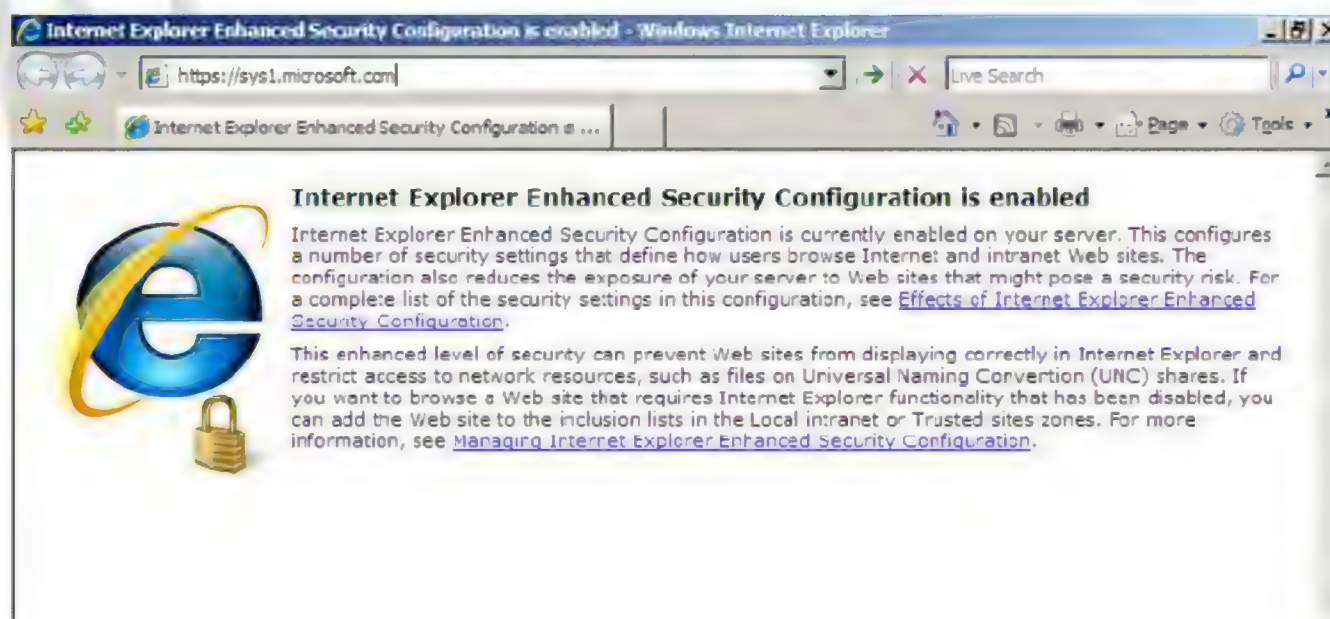 Internet Explorer Enhanced Security Configuration is enabled - Windows Internet Explorer
https://sys1.microsoft.com
Live Search
Internet Explorer Enhanced Security Configuration is ...
Page
Tools
Internet Explorer Enhanced Security Configuration is enabled
Internet Explorer Enhanced Security Configuration is currently enabled on your server. This configures
a number of security settings that define how users browse Internet and intranet Web sites. The
configuration also reduces the exposure of your server to Web sites that might pose a security risk. For
a complete list of the security settings in this configuration, see Effects of Internet Explorer Enhanced
Security Configuration.
This enhanced level of security can prevent Web sites from displaying correctly in Internet Explorer and
restrict access to network resources, such as files on Universal Naming Convention (UNC) shares. If
you want to browse a Web site that requires Internet Explorer functionality that has been disabled, you
can add the Web site to the inclusion lists in the Local intranet or Trusted sites zones. For more
information, see Managing Internet Explorer Enhanced Security Configuration.